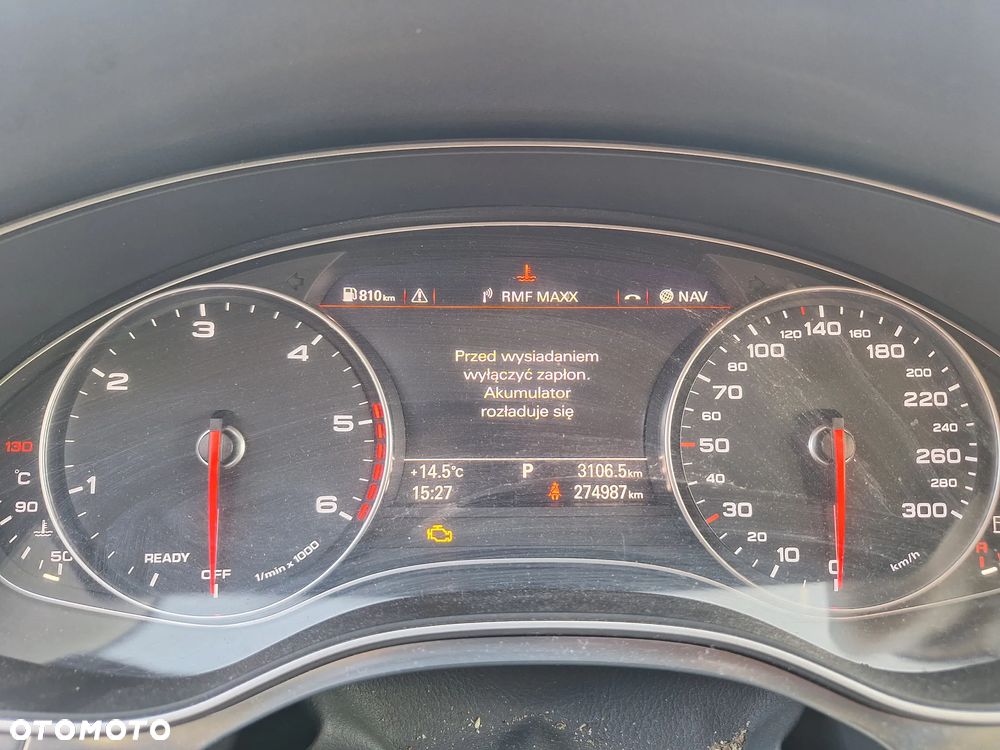 810km
RMF MAXX
NAV
Przed wysiadaniem
wyłączyć zapłon.
Akumulator
rozładuje się
+14.5°C
P
3106.5km
15:27
274987km
130
°C
90
50
1
2
3
4
5
6
READY
OFF
1/min x 1000
0
10
20
30
40
50
60
70
80
100
120
140
160
180
200
220
240
260
280
300
km/h
R
OTOMOTO